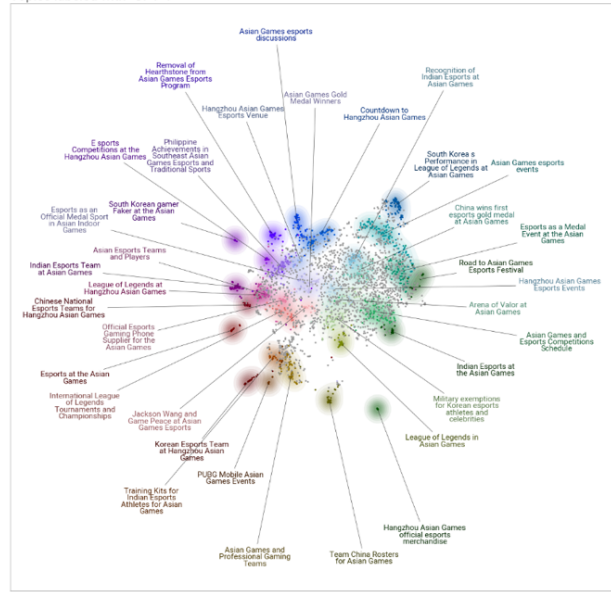 Asian Games esports
discussions
Removal of
Hearthstone from
Asian Games Esports
Program
Recognition of
Indian Esports at
Asian Games
Asian Games Gold
Medal Winners
Hangzhou Asian Games
Esports Venue
Countdown to
Hangzhou Asian Games
E sports
Competitions at the
Hangzhou Asian Games
Philippine
Achievements in
Southeast Asian
Games Esports and
Traditional Sports
South Korea s
Performance in
League of Legends at
Asian Games
Asian Games esports
events
Esports as an
Official Medal Sport
in Asian Indoor
Games
South Korean gamer
Faker at the Asian
Games
China wins first
esports gold medal
at Asian Games
Esports as a Medal
Event at the Asian
Games
Asian Esports Teams
and Players
Indian Esports Team
at Asian Games
Road to Asian Games
Esports Festival
League of Legends at
Hangzhou Asian Games
Hangzhou Asian Games
Esports Events
Chinese National
Esports Teams for
Hangzhou Asian Games
Arena of Valor at
Asian Games
Official Esports
Gaming Phone
Supplier for the
Asian Games
Asian Games and
Esports Competitions
Schedule
Esports at the Asian
Games
Indian Esports at
the Asian Games
International League
of Legends
Tournaments and
Championships
Military exemptions
for Korean esports
athletes and
celebrities
Jackson Wang and
Game Peace at Asian
Games Esports
League of Legends in
Asian Games
Korean Esports Team
at Hangzhou Asian
Games
PUBG Mobile Asian
Games Events
Training Kits for
Indian Esports
Athletes for Asian
Games
Hangzhou Asian Games
official esports
merchandise
Asian Games and
Professional Gaming
Teams
Team China Rosters
for Asian Games